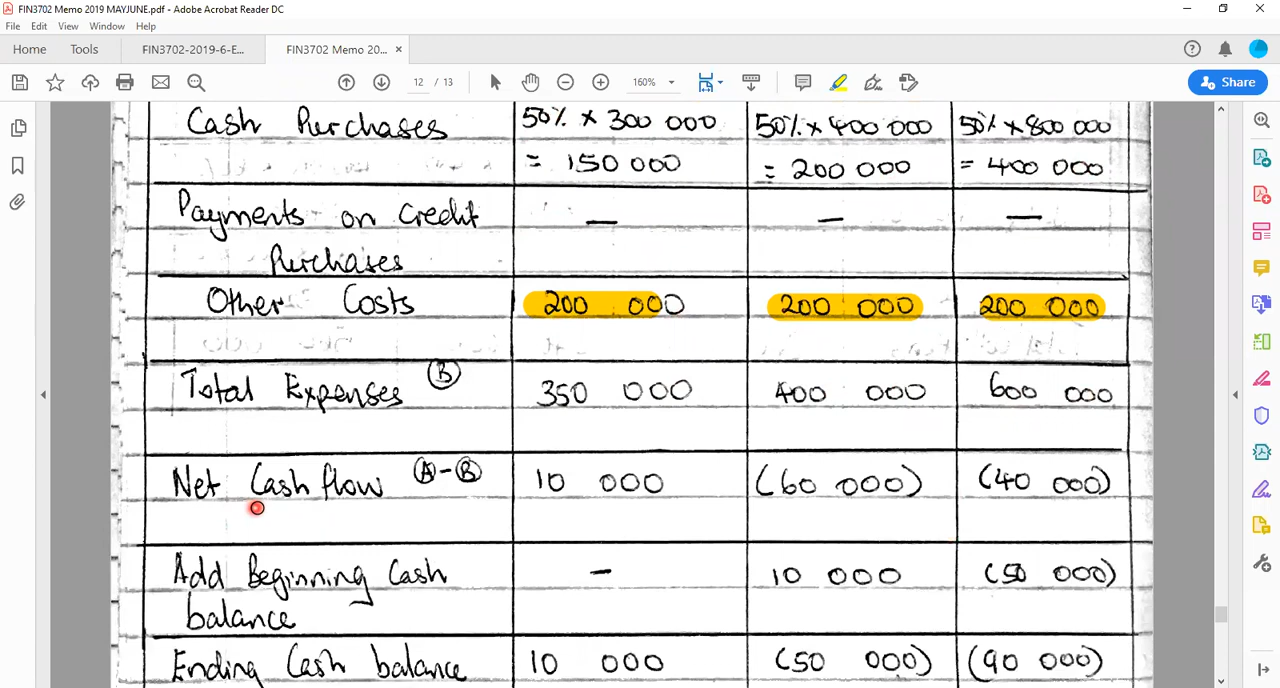 FIN3702 Memo 2019 MAYJUNE.pdf - Adobe Acrobat Reader DC
File Edit View Window Help
Home Tools FIN3702-2019-6-E... FIN3702 Memo 20... ×
12 / 13 160% Share
Cash Purchases 50% x 300 000 50% x 400 000 50% x 800 000
= 150 000 = 200 000 = 400 000
Payments on Credit — — —
Purchases
Other Costs 200 000 200 000 200 000
Total Expenses B 350 000 400 000 600 000
Net Cash flow A - B 10 000 (60 000) (40 000)
Add Beginning Cash — 10 000 (50 000)
balance
Ending Cash balance 10 000 (50 000) (90 000)